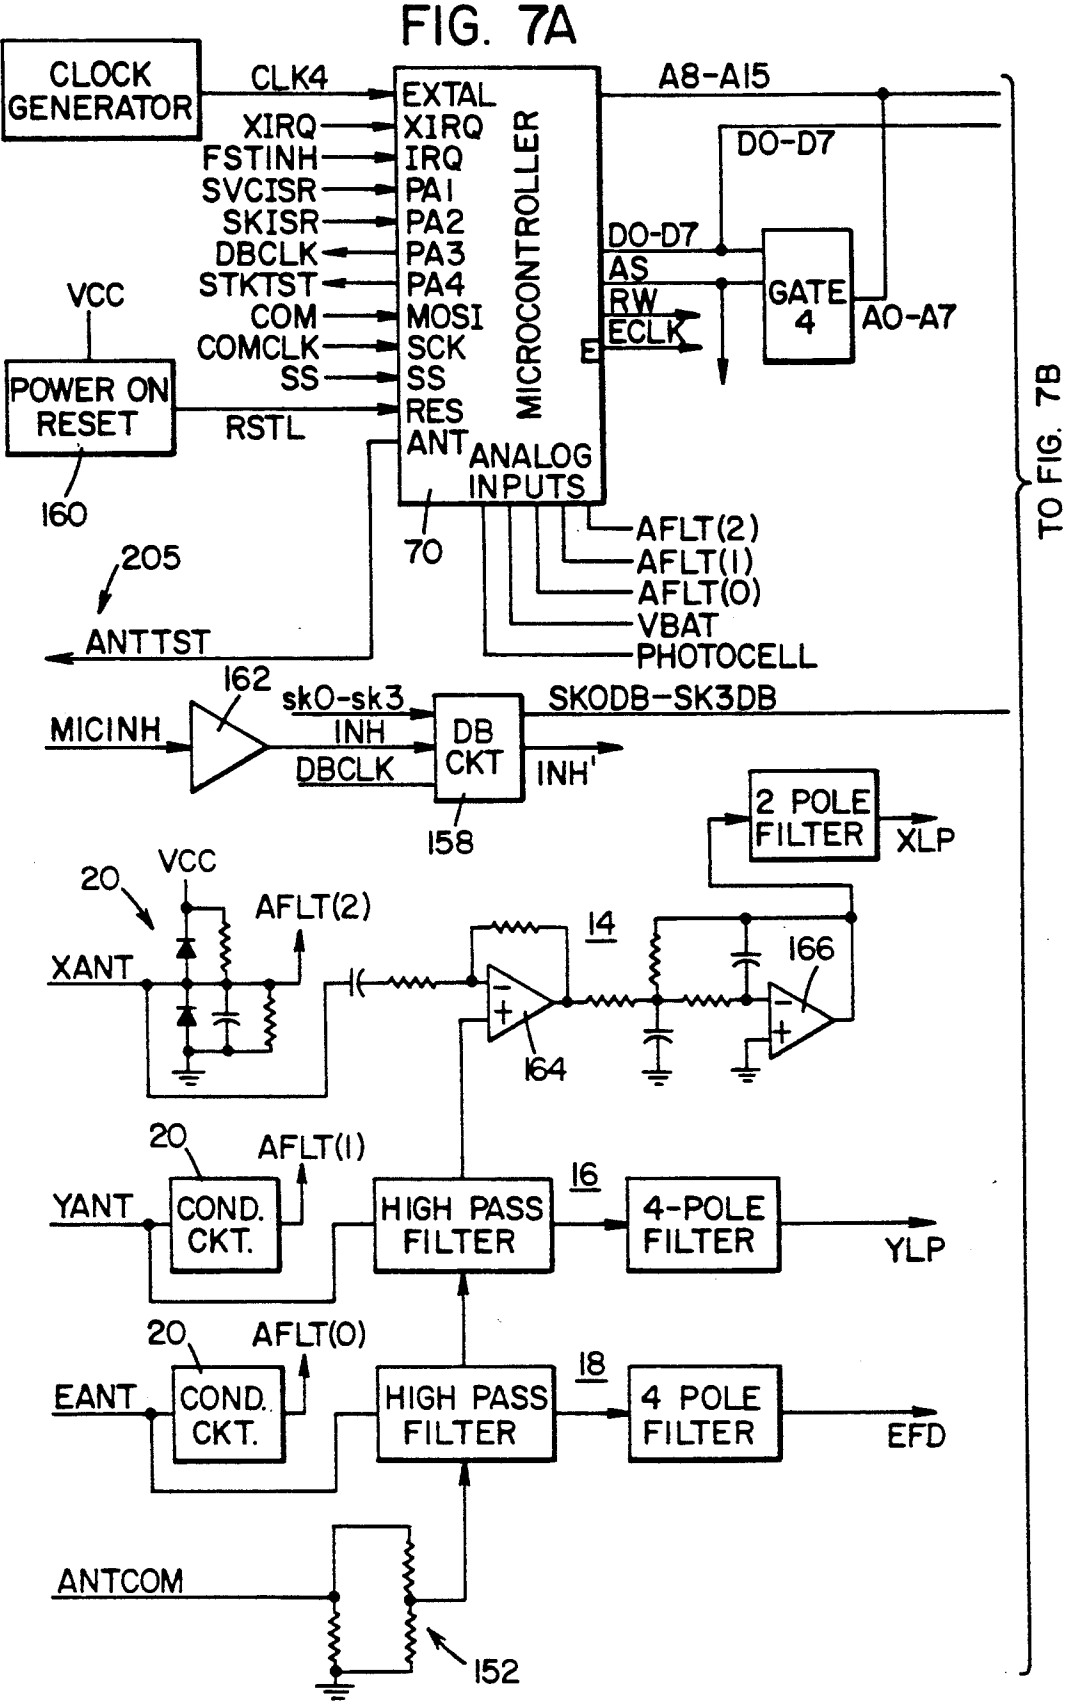 FIG. 7A
CLOCK
GENERATOR
CLK4
XIRQ
FSTINH
SVCISR
SKISR
DBCLK
STKTST
COM
COMCLK
SS
VCC
POWER ON
RESET
RSTL
160
EXTAL
XIRQ
IRQ
PA1
PA2
PA3
PA4
MOSI
SCK
SS
RES
ANT
MICROCONTROLLER
E
ANALOG
INPUTS
70
A8-A15
D0-D7
D0-D7
AS
RW
ECLK
GATE
4
A0-A7
TO FIG. 7B
AFLT(2)
AFLT(1)
AFLT(0)
VBAT
PHOTOCELL
205
ANTTST
162
MICINH
sk0-sk3
INH
DBCLK
DB
CKT
158
SK0DB-SK3DB
INH'
2 POLE
FILTER
XLP
20
VCC
AFLT(2)
XANT
14
-
+
164
166
-
+
20
AFLT(1)
YANT
COND.
CKT.
HIGH PASS
FILTER
16
4-POLE
FILTER
YLP
20
AFLT(0)
EANT
COND.
CKT.
HIGH PASS
FILTER
18
4 POLE
FILTER
EFD
ANTCOM
152